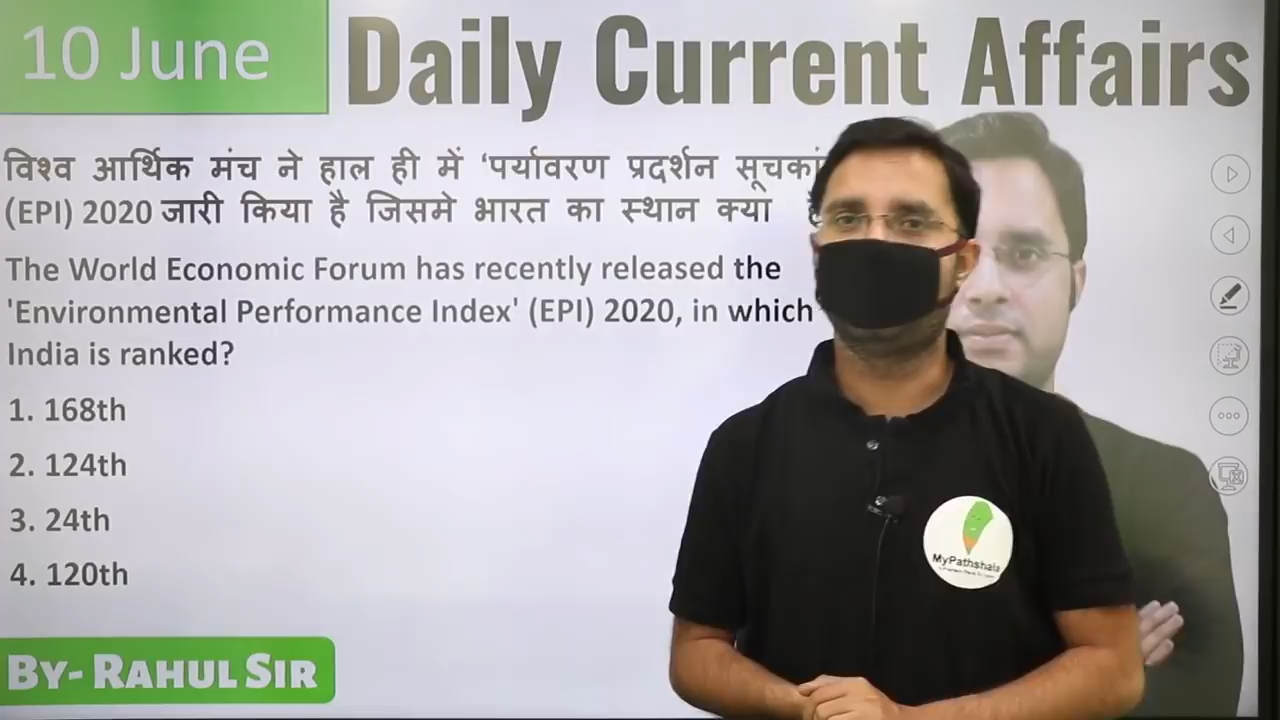 10 June
Daily Current Affairs
विश्व आर्थिक मंच ने हाल ही में ‘पर्यावरण प्रदर्शन
(EPI) 2020 जारी किया है जिसमे भारत का स्थान क्या
The World Economic Forum has recently released the
'Environmental Performance Index' (EPI) 2020, in which
India is ranked?
1. 168th
2. 124th
3. 24th
4. 120th
MyPathshala
BY- RAHUL SIR